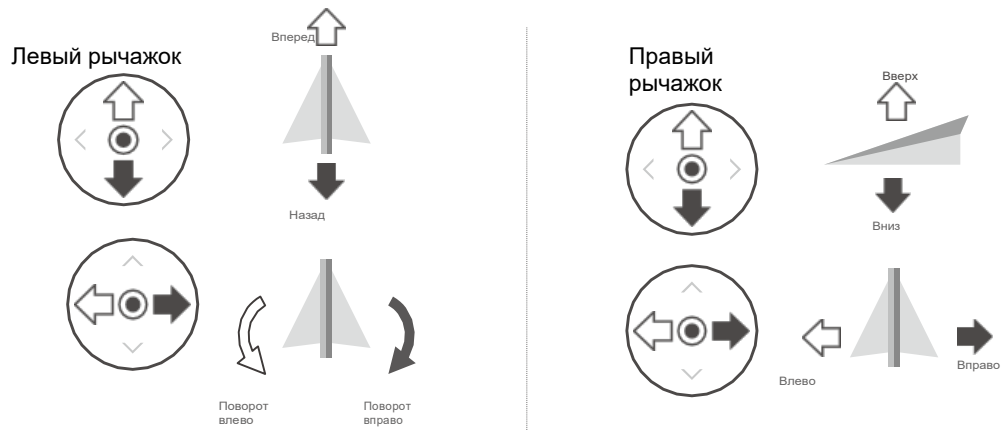 Левый рычажок
Вперед
Назад
Поворот
влево
Поворот
вправо
Правый
рычажок
Вверх
Вниз
Влево
Вправо